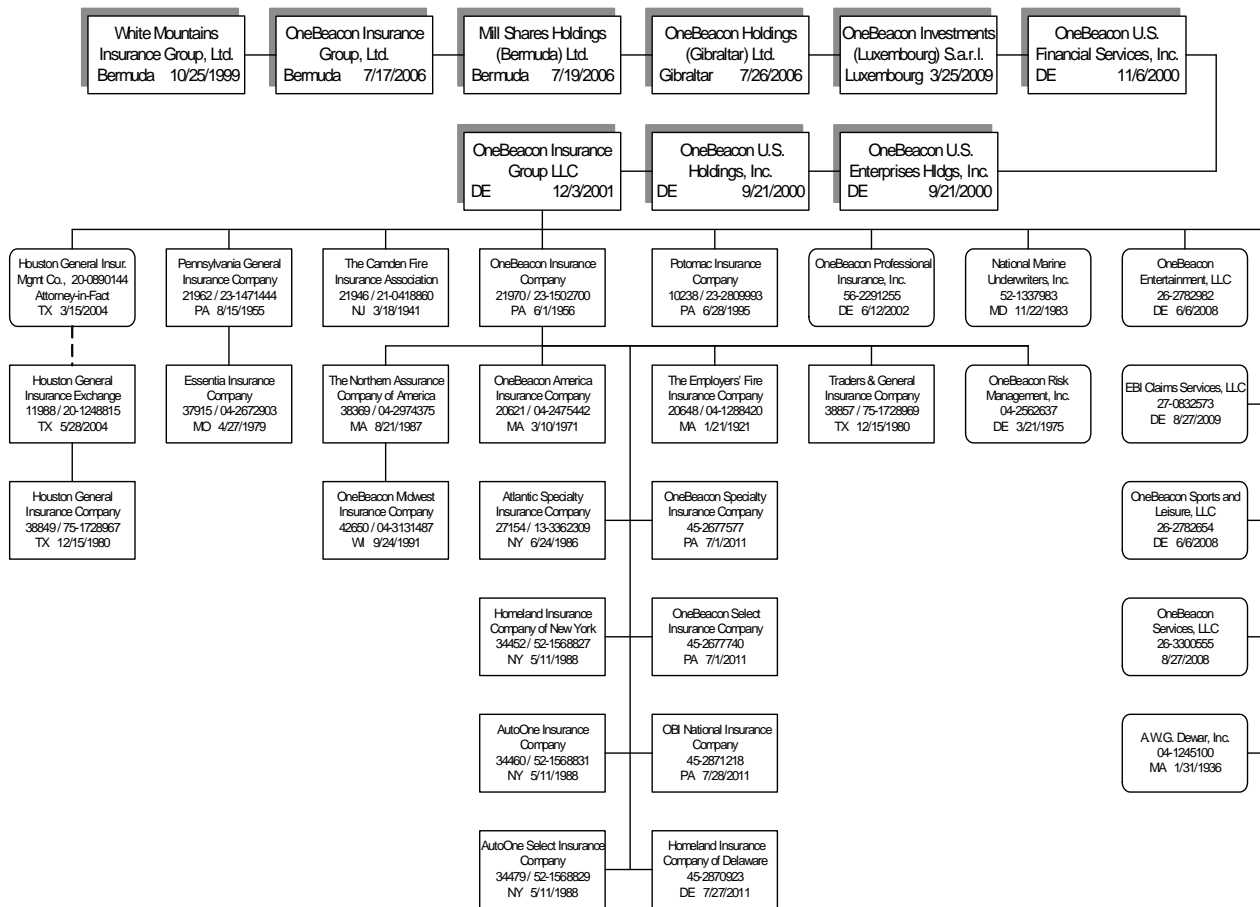 White Mountains
Insurance Group, Ltd.
Bermuda 10/25/1999
OneBeacon Insurance
Group, Ltd.
Bermuda 7/17/2006
Mill Shares Holdings
(Bermuda) Ltd.
Bermuda 7/19/2006
OneBeacon Holdings
(Gibraltar) Ltd.
Gibraltar 7/26/2006
OneBeacon Investments
(Luxembourg) S.a.r.l.
Luxembourg 3/25/2009
OneBeacon U.S.
Financial Services, Inc.
DE 11/6/2000
OneBeacon Insurance
Group LLC
DE 12/3/2001
OneBeacon U.S.
Holdings, Inc.
DE 9/21/2000
OneBeacon U.S.
Enterprises Hldgs, Inc.
DE 9/21/2000
Houston General Insur.
Mgmt Co., 20-0890144
Attorney-in-Fact
TX 3/15/2004
Pennsylvania General
Insurance Company
21962 / 23-1471444
PA 8/15/1955
The Camden Fire
Insurance Association
21946 / 21-0418860
NJ 3/18/1941
OneBeacon Insurance
Company
21970 / 23-1502700
PA 6/1/1956
Potomac Insurance
Company
10238 / 23-2809993
PA 6/28/1995
OneBeacon Professional
Insurance, Inc.
56-2291255
DE 6/12/2002
National Marine
Underwriters, Inc.
52-1337983
MD 11/22/1983
OneBeacon
Entertainment, LLC
26-2782982
DE 6/6/2008
Houston General
Insurance Exchange
11988 / 20-1248815
TX 5/28/2004
Essentia Insurance
Company
37915 / 04-2672903
MO 4/27/1979
The Northern Assurance
Company of America
38369 / 04-2974375
MA 8/21/1987
OneBeacon America
Insurance Company
20621 / 04-2475442
MA 3/10/1971
The Employers' Fire
Insurance Company
20648 / 04-1288420
MA 1/21/1921
Traders & General
Insurance Company
38857 / 75-1728969
TX 12/15/1980
OneBeacon Risk
Management, Inc.
04-2562637
DE 3/21/1975
EBI Claims Services, LLC
27-0832573
DE 8/27/2009
Houston General
Insurance Company
38849 / 75-1728967
TX 12/15/1980
OneBeacon Midwest
Insurance Company
42650 / 04-3131487
WI 9/24/1991
Atlantic Specialty
Insurance Company
27154 / 13-3362309
NY 6/24/1986
OneBeacon Specialty
Insurance Company
45-2677577
PA 7/1/2011
OneBeacon Sports and
Leisure, LLC
26-2782654
DE 6/6/2008
Homeland Insurance
Company of New York
34452 / 52-1568827
NY 5/11/1988
OneBeacon Select
Insurance Company
45-2677740
PA 7/1/2011
OneBeacon
Services, LLC
26-3300555
8/27/2008
AutoOne Insurance
Company
34460 / 52-1568831
NY 5/11/1988
OBI National Insurance
Company
45-2871218
PA 7/28/2011
A.W.G. Dewar, Inc.
04-1245100
MA 1/31/1936
AutoOne Select Insurance
Company
34479 / 52-1568829
NY 5/11/1988
Homeland Insurance
Company of Delaware
45-2870923
DE 7/27/2011